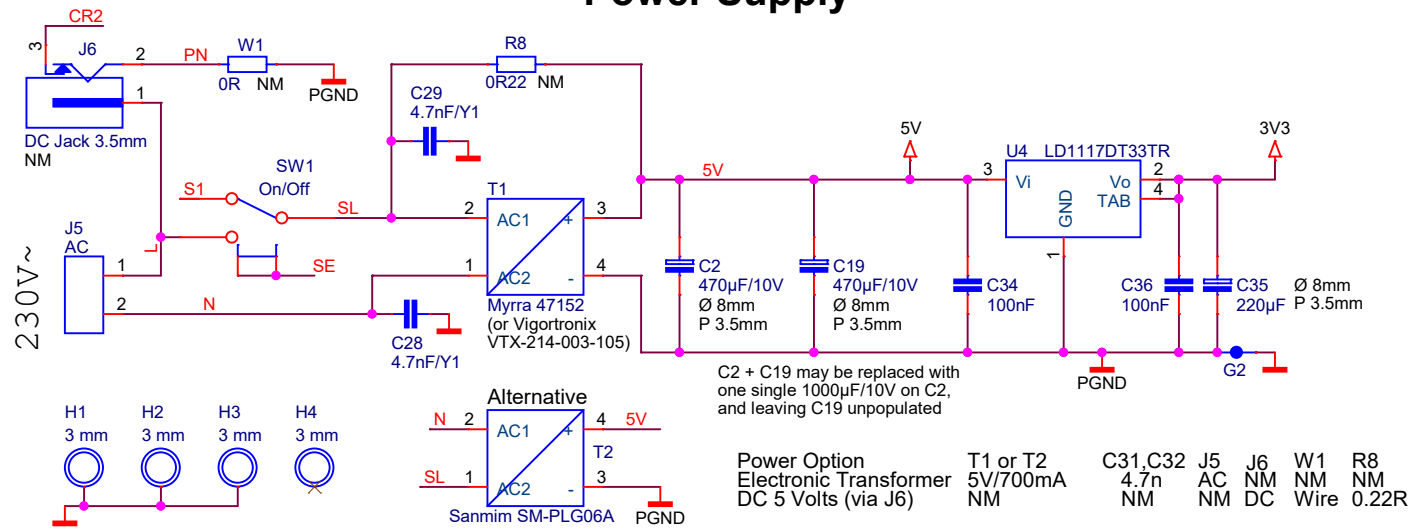 Power Supply
CR2
3
J6
2
PN
W1
0R
NM
PGND
1
DC Jack 3.5mm
NM
R8
0R22 NM
C29
4.7nF/Y1
SW1
On/Off
S1
SL
L
SE
J5
AC
230V~
1
2
N
C28
4.7nF/Y1
T1
2 AC1 + 3
1 AC2 - 4
Myrra 47152
(or Vigortronix
VTX-214-003-105)
5V
5V
C2
470µF/10V
Ø 8mm
P 3.5mm
C19
470µF/10V
Ø 8mm
P 3.5mm
C2 + C19 may be replaced with
one single 1000µF/10V on C2,
and leaving C19 unpopulated
U4 LD1117DT33TR
3 Vi
Vo 2
TAB 4
GND
1
3V3
C34
100nF
C36
100nF
C35
220µF
Ø 8mm
P 3.5mm
PGND
G2
H1
3 mm
H2
3 mm
H3
3 mm
H4
3 mm
Alternative
N 2 AC1 + 4 5V
T2
SL 1 AC2 - 3
Sanmim SM-PLG06A
PGND
Power Option T1 or T2 C31,C32 J5 J6 W1 R8
Electronic Transformer 5V/700mA 4.7n AC NM NM NM
DC 5 Volts (via J6) NM NM NM DC Wire 0.22R